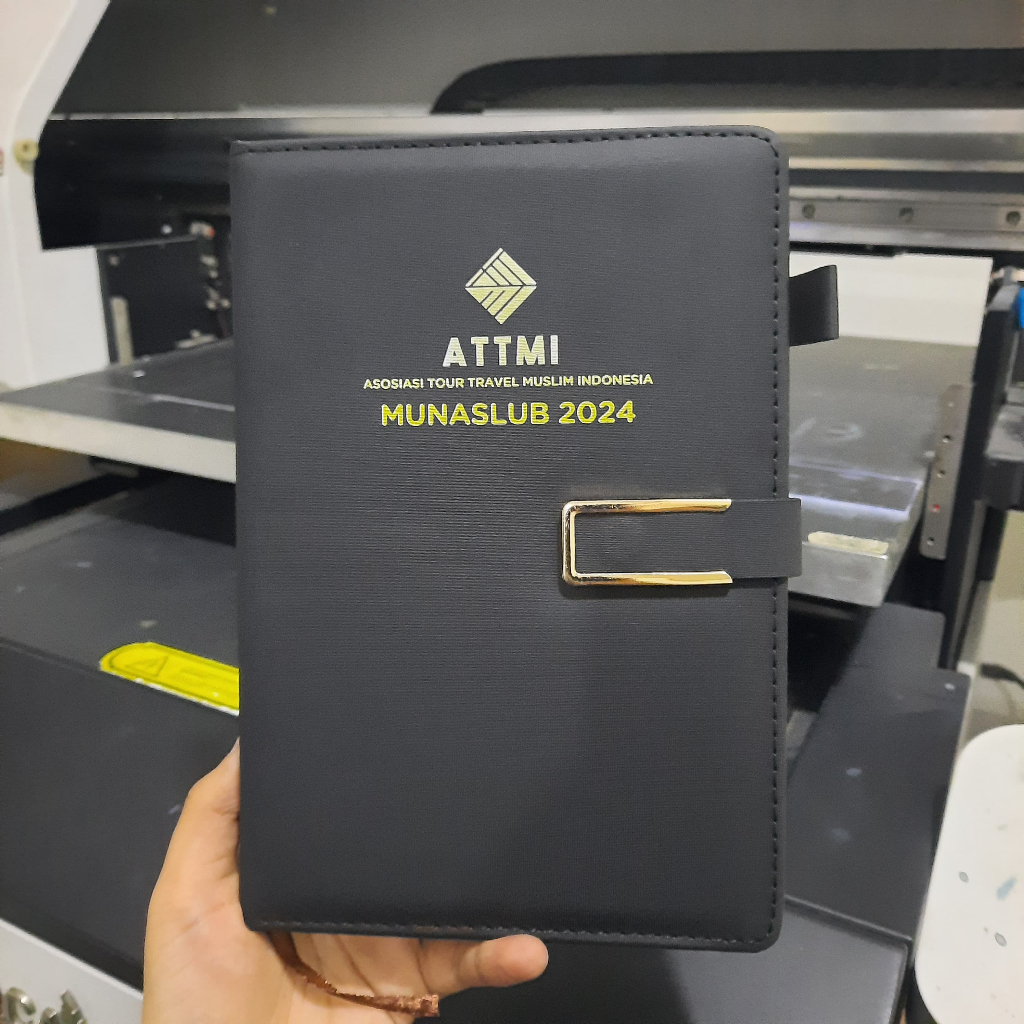 ATTMI
ASOSIASI TOUR TRAVEL MUSLIM INDONESIA
MUNASLUB 2024